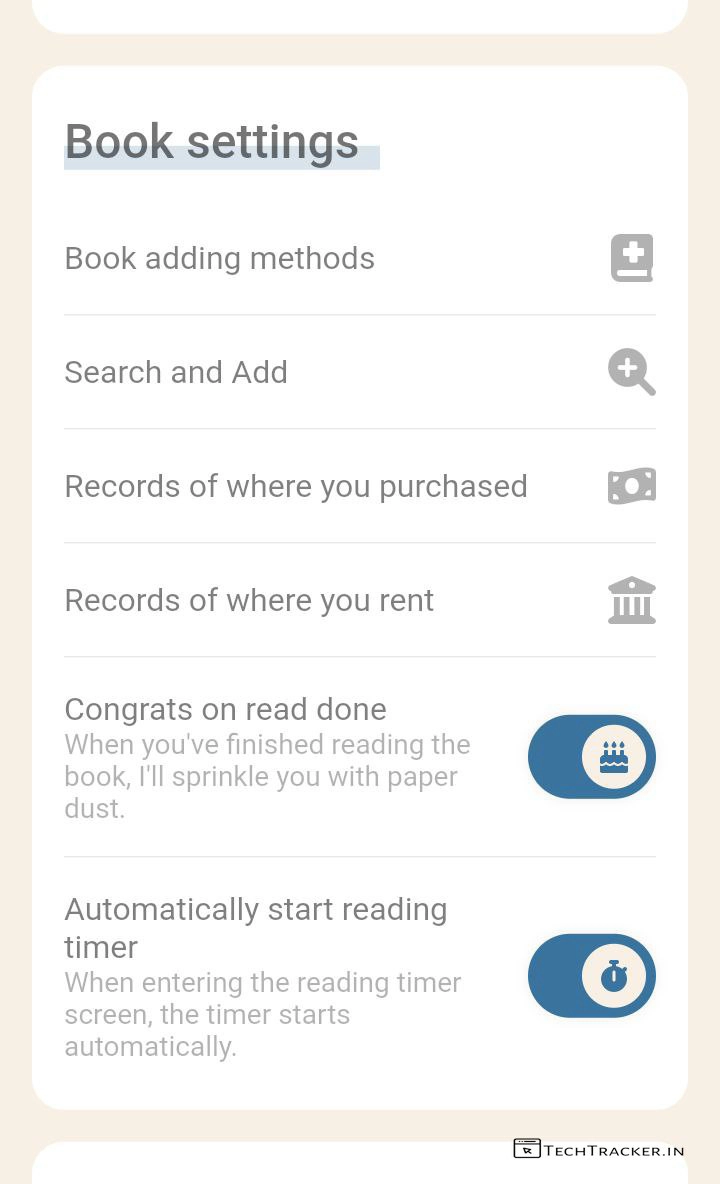 Book settings
Book adding methods
Search and Add
Records of where you purchased
Records of where you rent
Congrats on read done
When you've finished reading the
book, I'll sprinkle you with paper
dust.
Automatically start reading
timer
When entering the reading timer
screen, the timer starts
automatically.
TECHTRACKER.IN